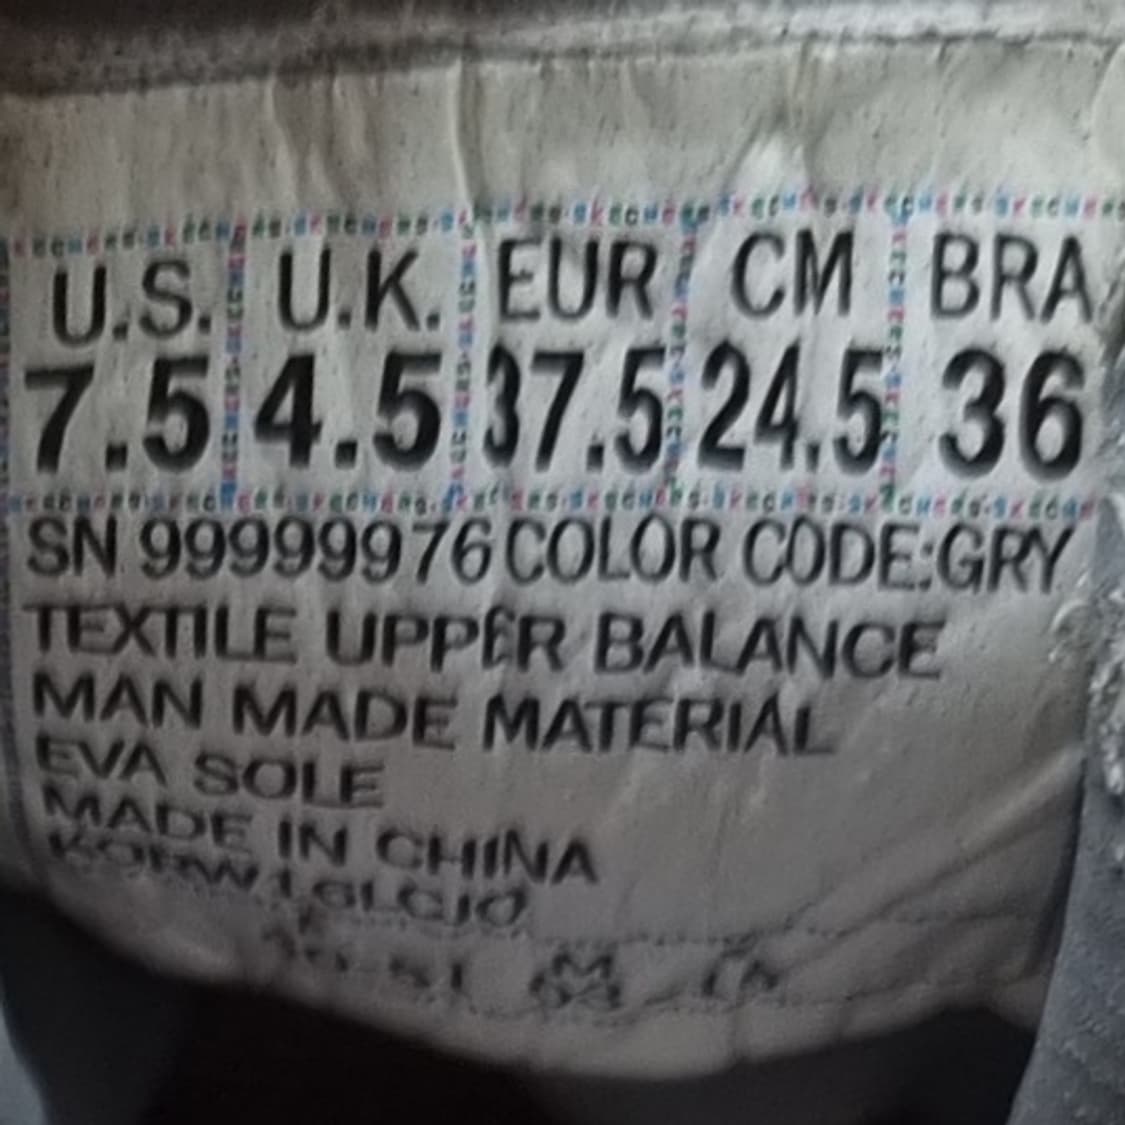 U.S. U.K. EUR CM BRA
7.5 4.5 37.5 24.5 36
SN 99999976 COLOR CODE:GRY
TEXTILE UPPER BALANCE
MAN MADE MATERIAL
EVA SOLE
MADE IN CHINA